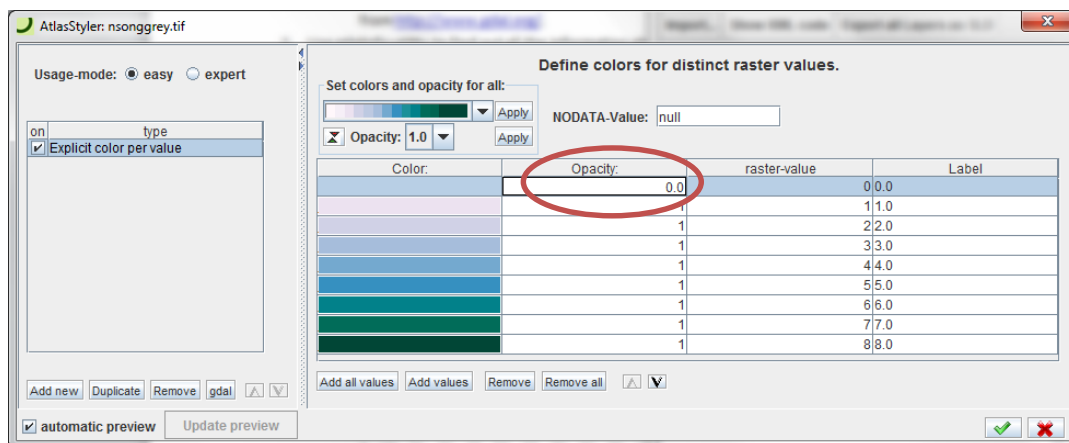 AtlasStyler: nsonggrey.tif
Usage-mode: easy expert
on type
Explicit color per value
Add new Duplicate Remove gdal
automatic preview Update preview
Define colors for distinct raster values.
Set colors and opacity for all:
Apply
NODATA-Value: null
Opacity: 1.0 Apply
Color: Opacity: raster-value Label
0.0 0 0.0
1 1 1.0
1 2 2.0
1 3 3.0
1 4 4.0
1 5 5.0
1 6 6.0
1 7 7.0
1 8 8.0
Add all values Add values Remove Remove all